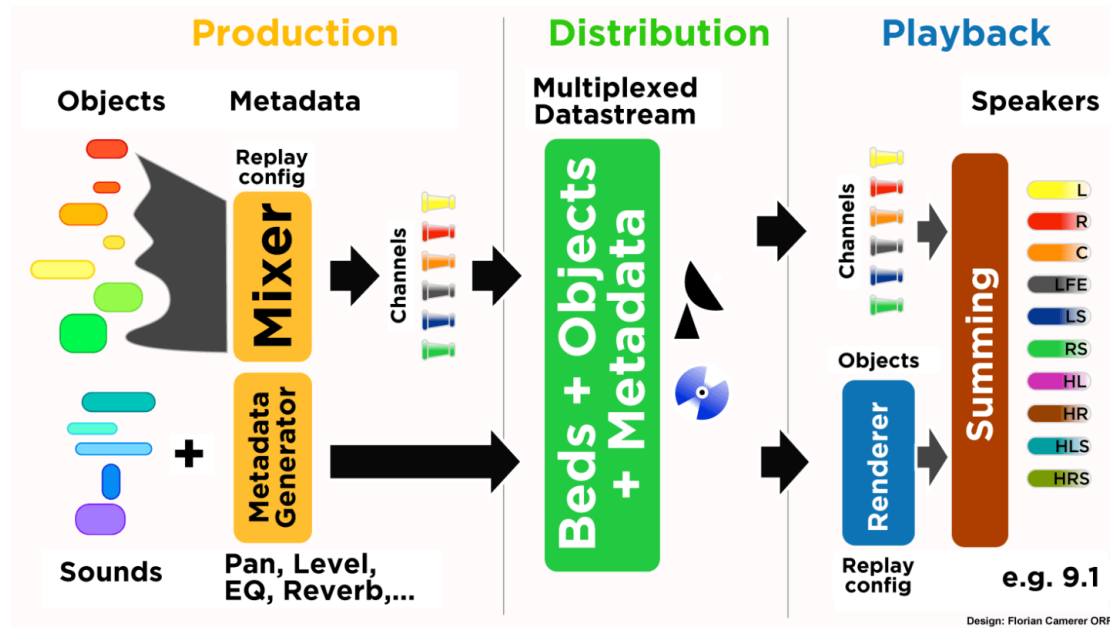 Production
Distribution
Playback
Objects
Metadada
Replay
config
Mixer
Channels
Metadata
Generator
+
Sounds
Pan, Level,
EQ, Reverb,...
Multiplexed
Datastream
Beds + Objects
+ Metadata
Channels
Objects
Renderer
Replay
config
Summing
Speakers
L
R
C
LFE
LS
RS
HL
HR
HLS
HRS
e.g. 9.1
Design: Florian Camerer ORF